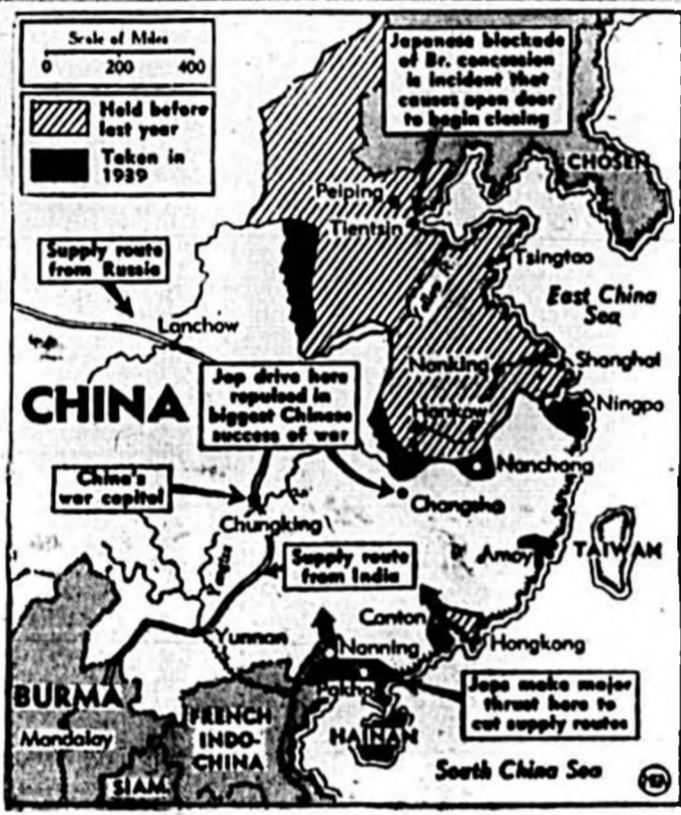 Scale of Miles
0 200 400
Held before
last year
Taken in
1939
Japanese blockade
of Br. concession
is incident that
causes open door
to begin closing
CHOSEN
Peiping
Tientsin
Supply route
from Russia
Tsingtao
East China
Sea
Lanchow
Jap drive here
repulsed in
biggest Chinese
success of war
Nanking
Shanghai
CHINA
Hankow
Ningpo
Nanchang
China's
war capital
Changsha
Chungking
Supply route
from India
Yangtze
Amoy
TAIWAN
Canton
Yunnan
Nanning
Hongkong
BURMA
Pakhoi
Japs make major
thrust here to
cut supply routes
FRENCH
INDO-
CHINA
Mandalay
HAINAN
SIAM
South China Sea